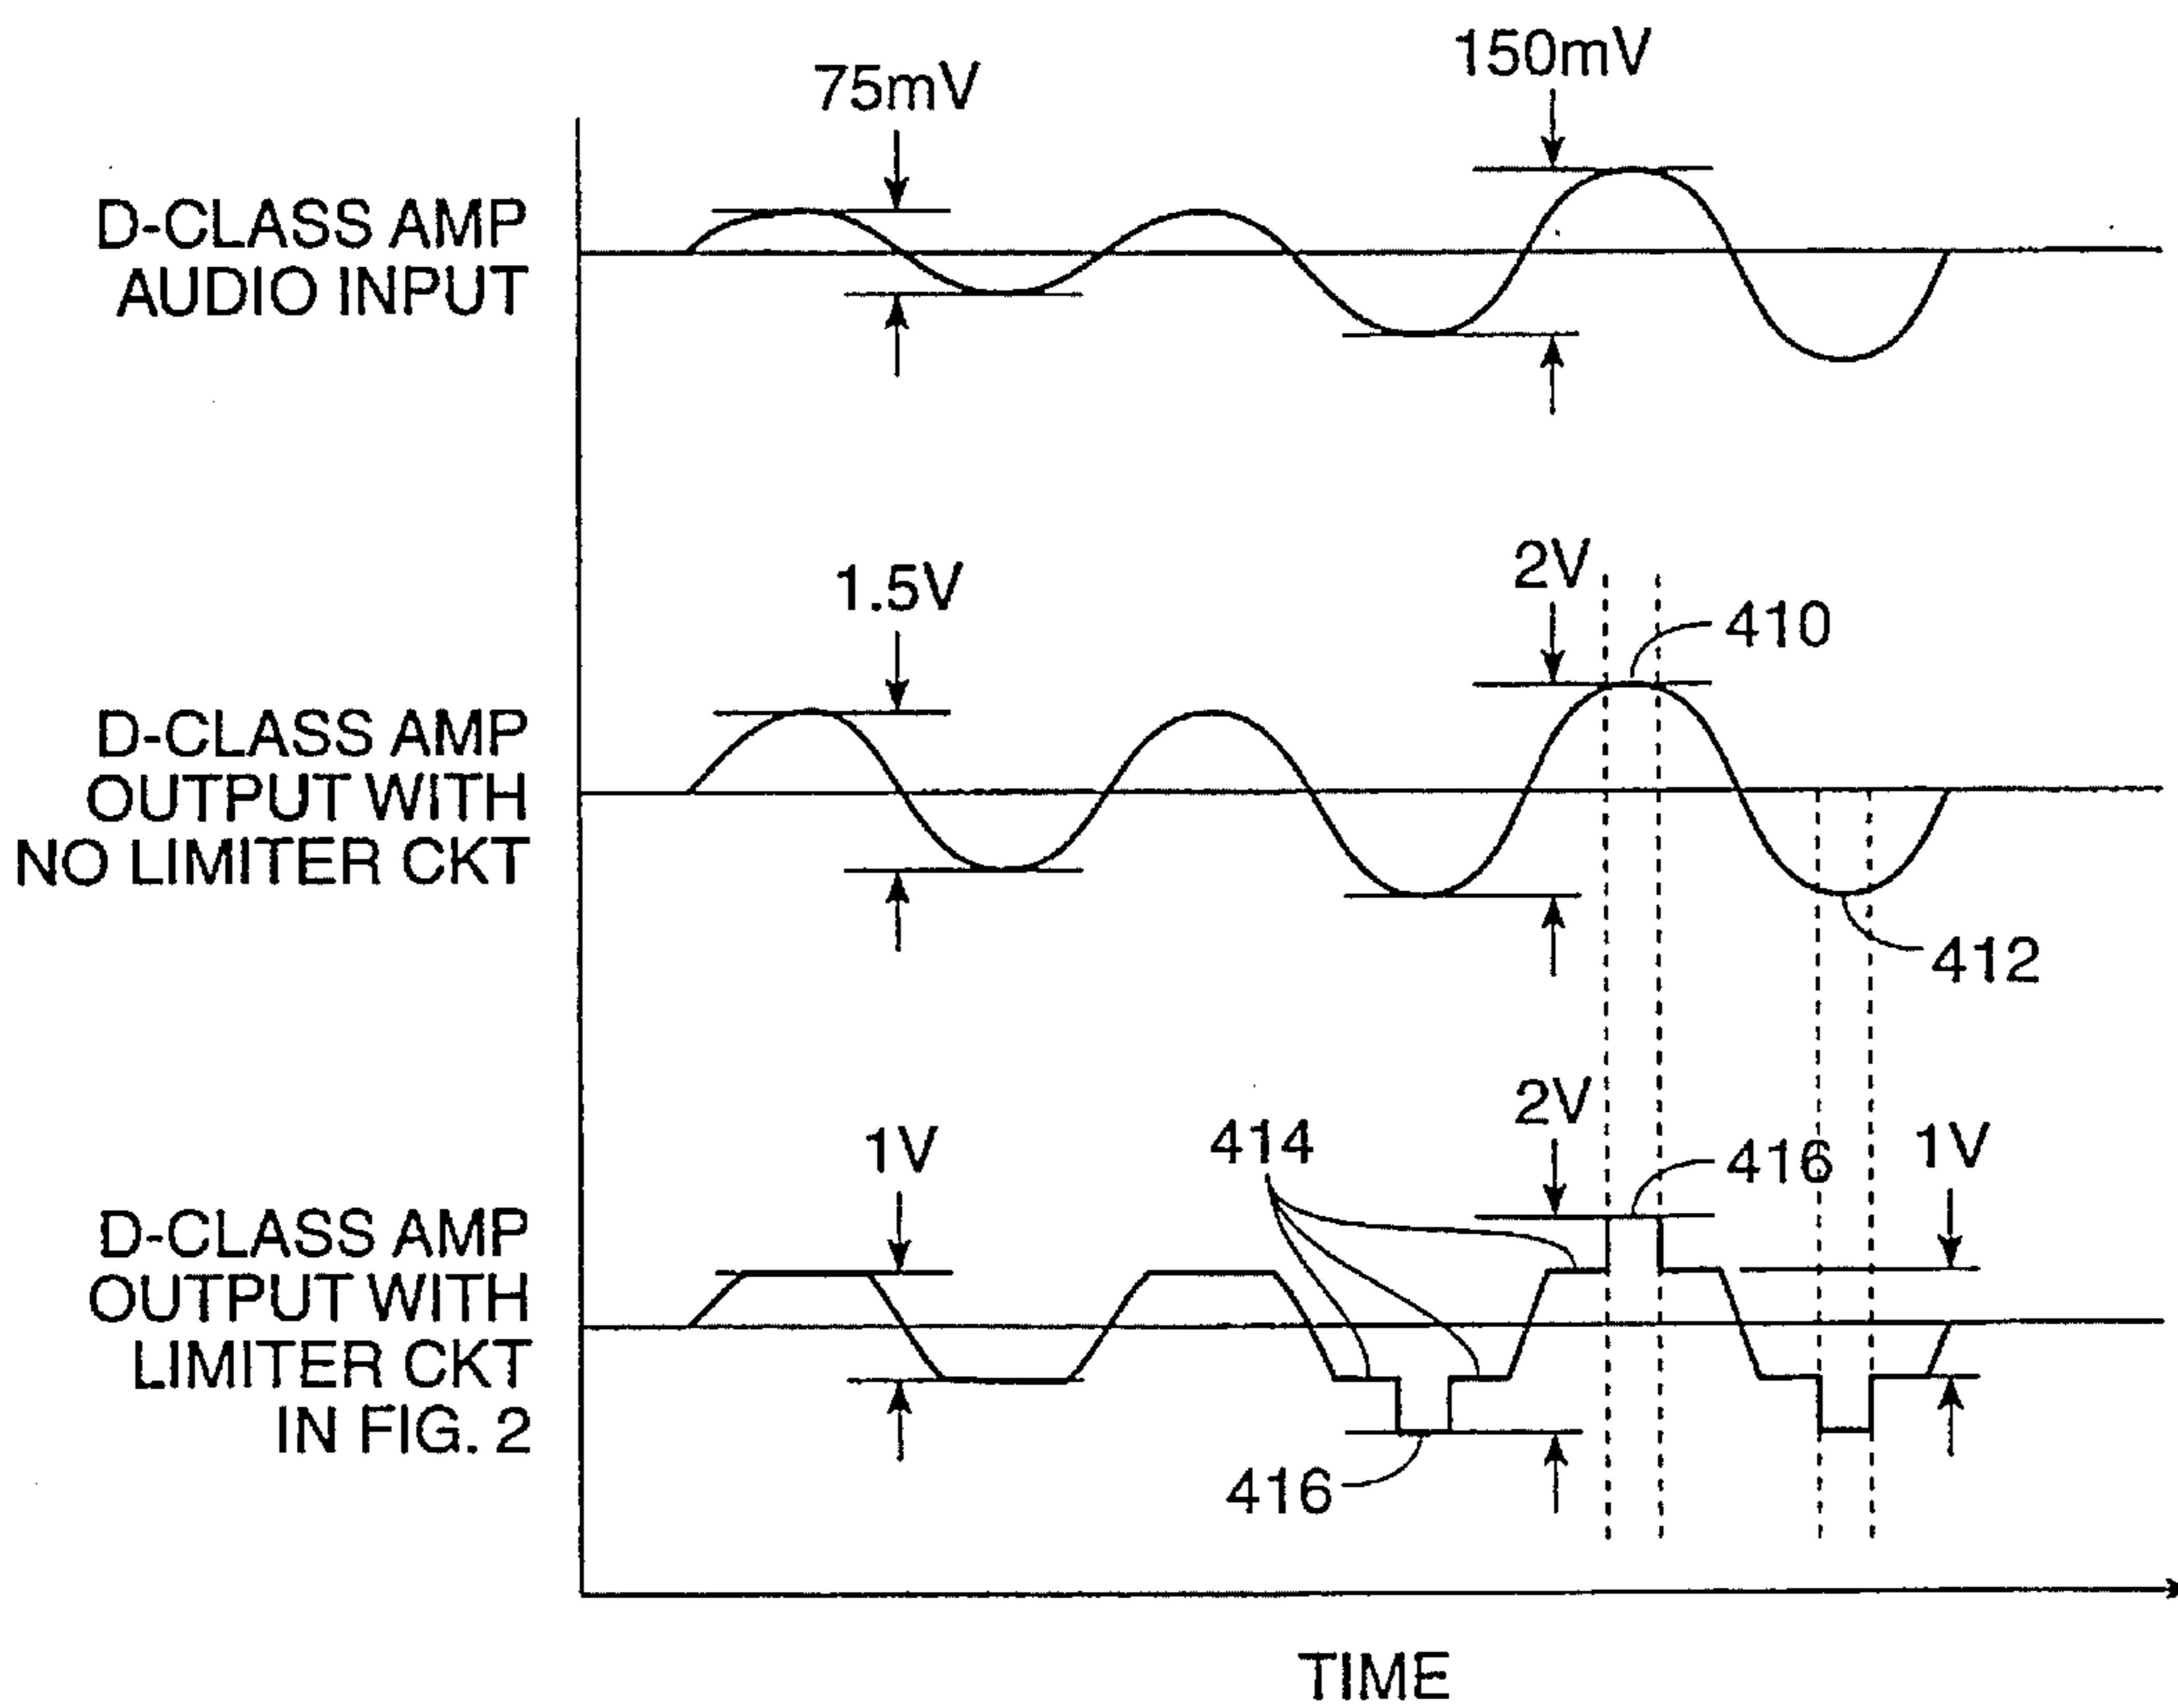 75mV
150mV
D-CLASS AMP
AUDIO INPUT
1.5V
2V
410
D-CLASS AMP
OUTPUT WITH
NO LIMITER CKT
412
1V
414
2V
416
1V
D-CLASS AMP
OUTPUT WITH
LIMITER CKT
IN FIG. 2
416
TIME